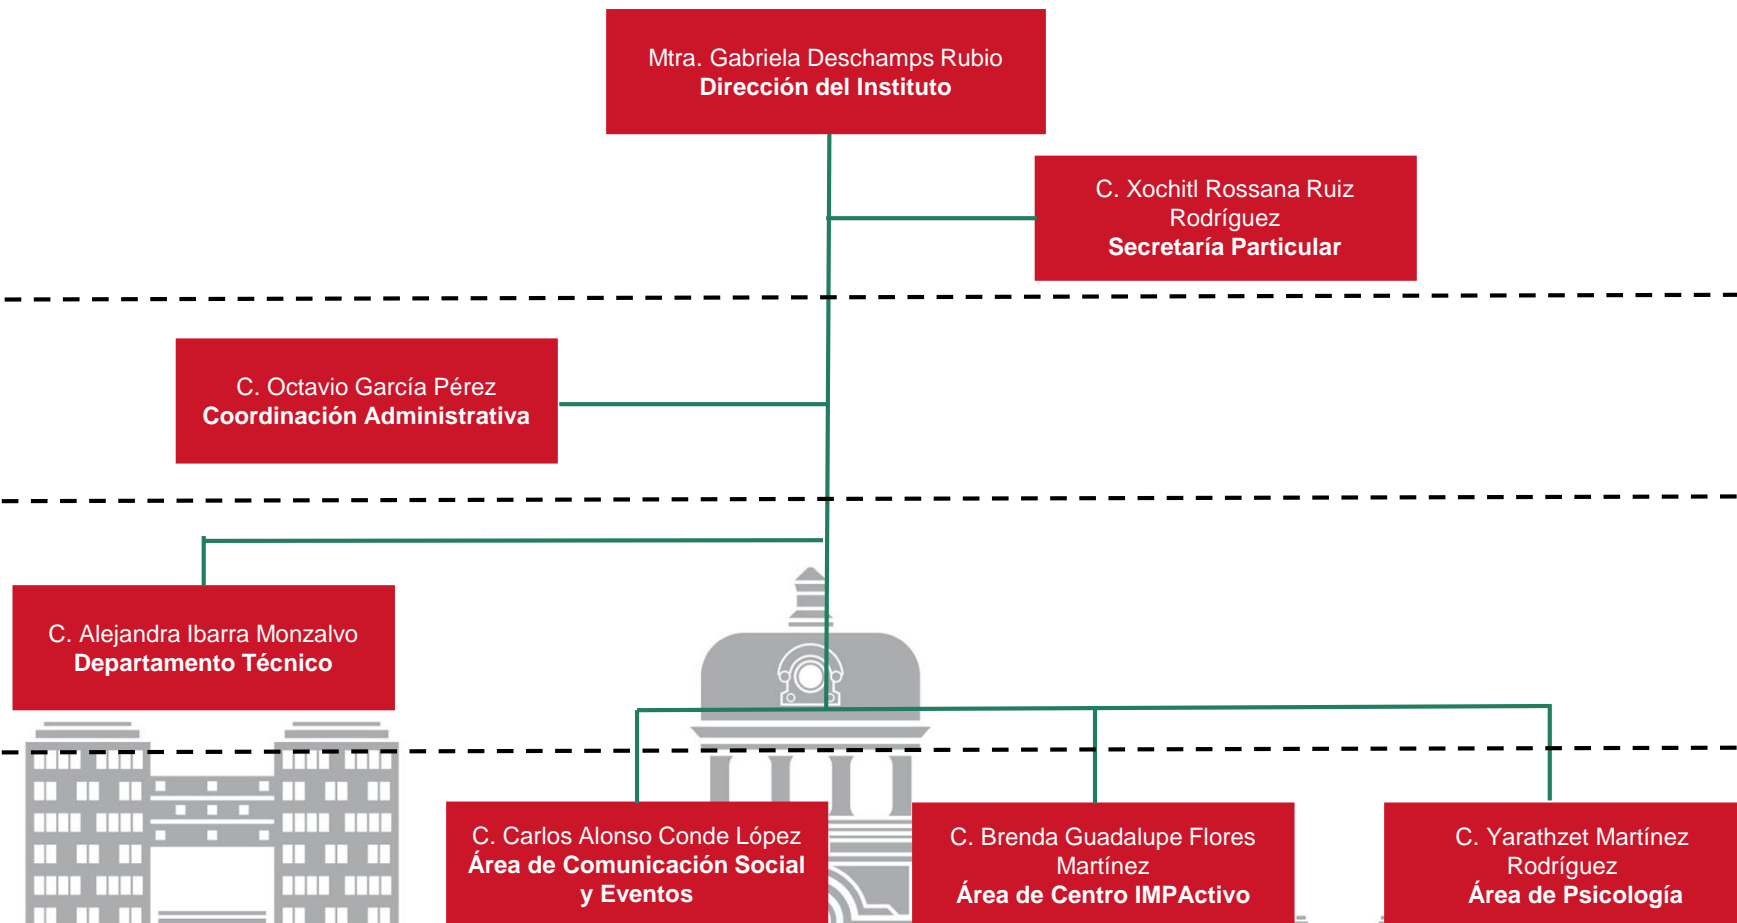 Mtra. Gabriela Deschamps Rubio
Dirección del Instituto
C. Xochitl Rossana Ruiz
Rodríguez
Secretaría Particular
C. Octavio García Pérez
Coordinación Administrativa
C. Alejandra Ibarra Monzalvo
Departamento Técnico
C. Carlos Alonso Conde López
Área de Comunicación Social
y Eventos
C. Brenda Guadalupe Flores
Martínez
Área de Centro IMPActivo
C. Yarathzet Martínez
Rodríguez
Área de Psicología